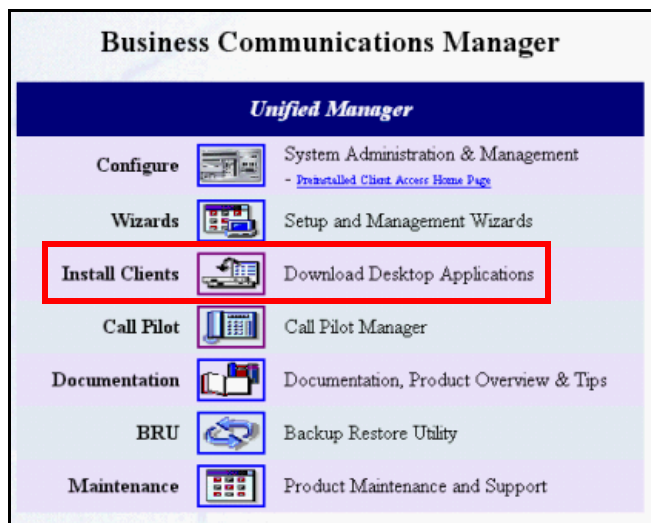 Business Communications Manager
Unified Manager
Configure System Administration & Management
- Preinstalled Client Access Home Page
Wizards Setup and Management Wizards
Install Clients Download Desktop Applications
Call Pilot Call Pilot Manager
Documentation Documentation, Product Overview & Tips
BRU Backup Restore Utility
Maintenance Product Maintenance and Support